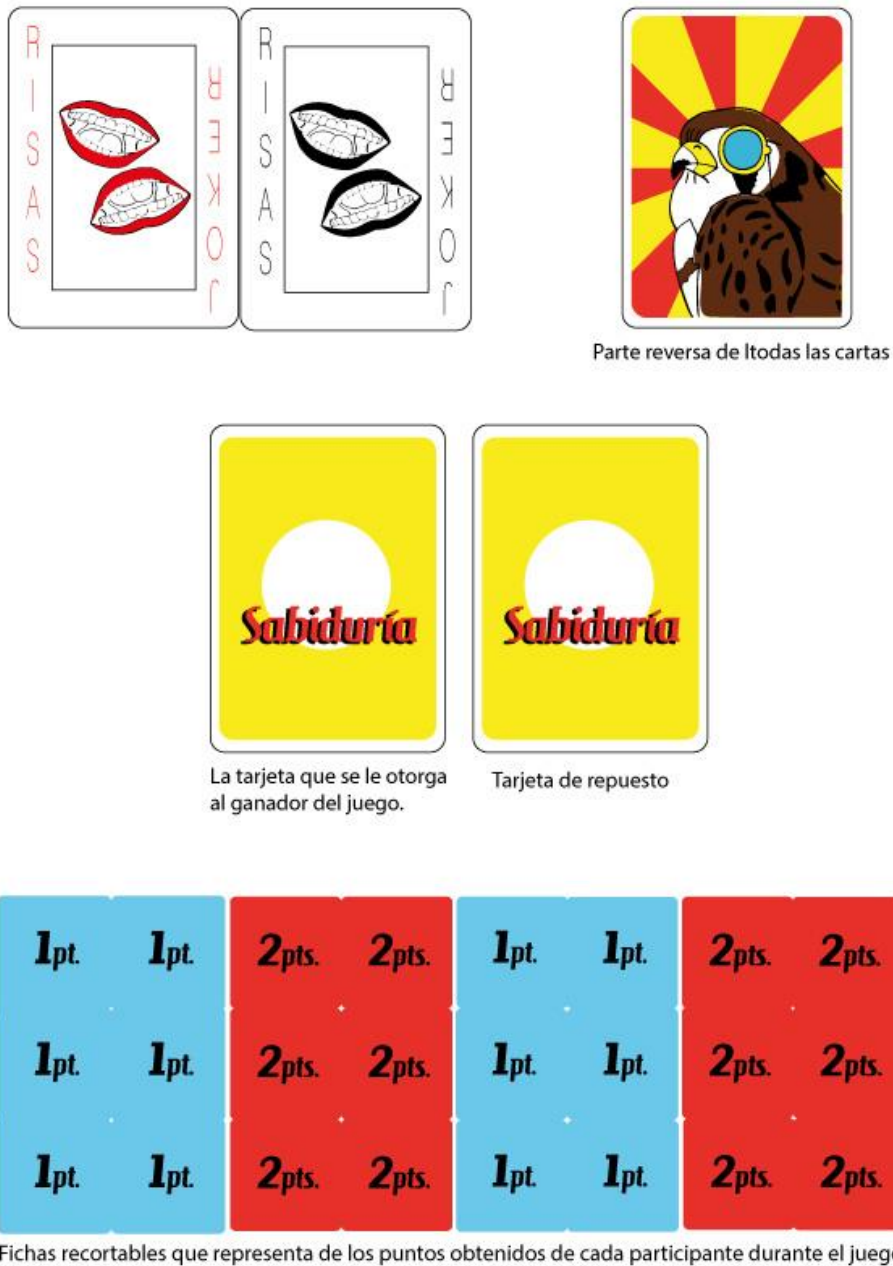 RISAS
JOKER
RISAS
JOKER
Parte reversa de ltodas las cartas
Sabiduría
Sabiduría
La tarjeta que se le otorga
al ganador del juego.
Tarjeta de repuesto
1pt. 1pt. 2pts. 2pts. 1pt. 1pt. 2pts. 2pts.
1pt. 1pt. 2pts. 2pts. 1pt. 1pt. 2pts. 2pts.
1pt. 1pt. 2pts. 2pts. 1pt. 1pt. 2pts. 2pts.
Fichas recortables que representa de los puntos obtenidos de cada participante durante el juego